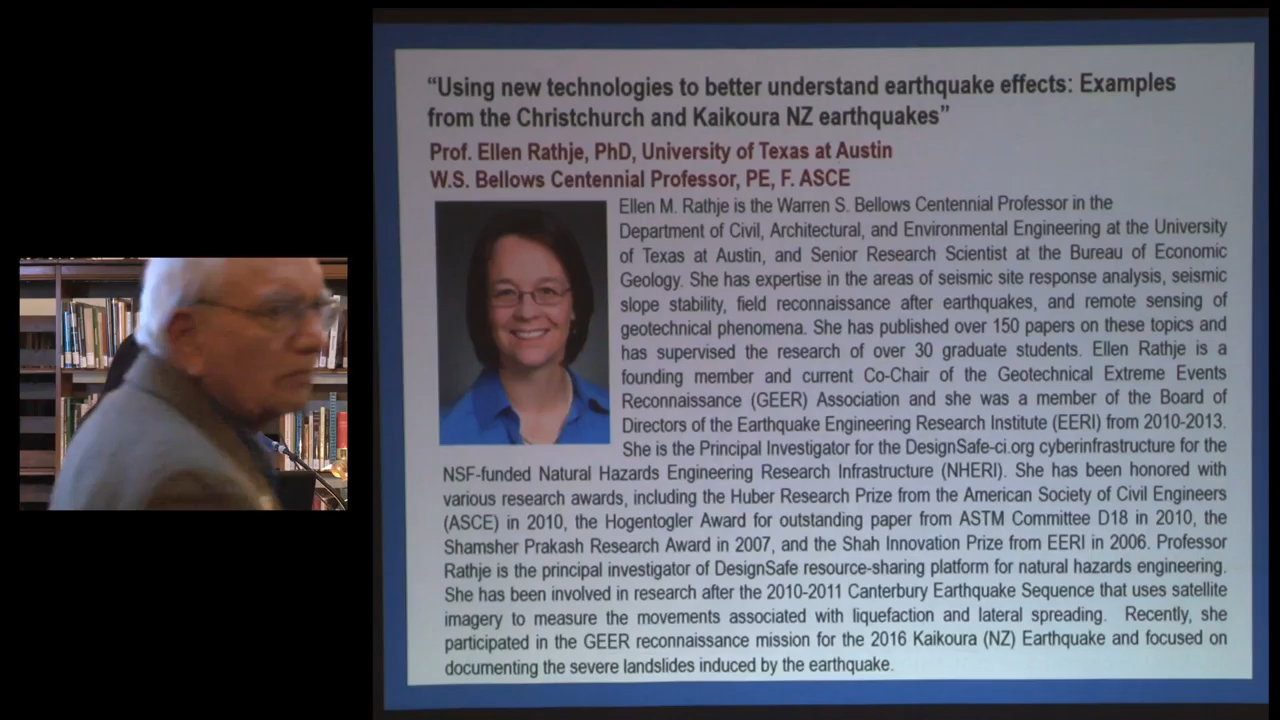 “Using new technologies to better understand earthquake effects: Examples
from the Christchurch and Kaikoura NZ earthquakes”
Prof. Ellen Rathje, PhD, University of Texas at Austin
W.S. Bellows Centennial Professor, PE, F. ASCE
Ellen M. Rathje is the Warren S. Bellows Centennial Professor in the
Department of Civil, Architectural, and Environmental Engineering at the University
of Texas at Austin, and Senior Research Scientist at the Bureau of Economic
Geology. She has expertise in the areas of seismic site response analysis, seismic
slope stability, field reconnaissance after earthquakes, and remote sensing of
geotechnical phenomena. She has published over 150 papers on these topics and
has supervised the research of over 30 graduate students. Ellen Rathje is a
founding member and current Co-Chair of the Geotechnical Extreme Events
Reconnaissance (GEER) Association and she was a member of the Board of
Directors of the Earthquake Engineering Research Institute (EERI) from 2010-2013.
She is the Principal Investigator for the DesignSafe-ci.org cyberinfrastructure for the
NSF-funded Natural Hazards Engineering Research Infrastructure (NHERI). She has been honored with
various research awards, including the Huber Research Prize from the American Society of Civil Engineers
(ASCE) in 2010, the Hogentogler Award for outstanding paper from ASTM Committee D18 in 2010, the
Shamsher Prakash Research Award in 2007, and the Shah Innovation Prize from EERI in 2006. Professor
Rathje is the principal investigator of DesignSafe resource-sharing platform for natural hazards engineering.
She has been involved in research after the 2010-2011 Canterbury Earthquake Sequence that uses satellite
imagery to measure the movements associated with liquefaction and lateral spreading. Recently, she
participated in the GEER reconnaissance mission for the 2016 Kaikoura (NZ) Earthquake and focused on
documenting the severe landslides induced by the earthquake.